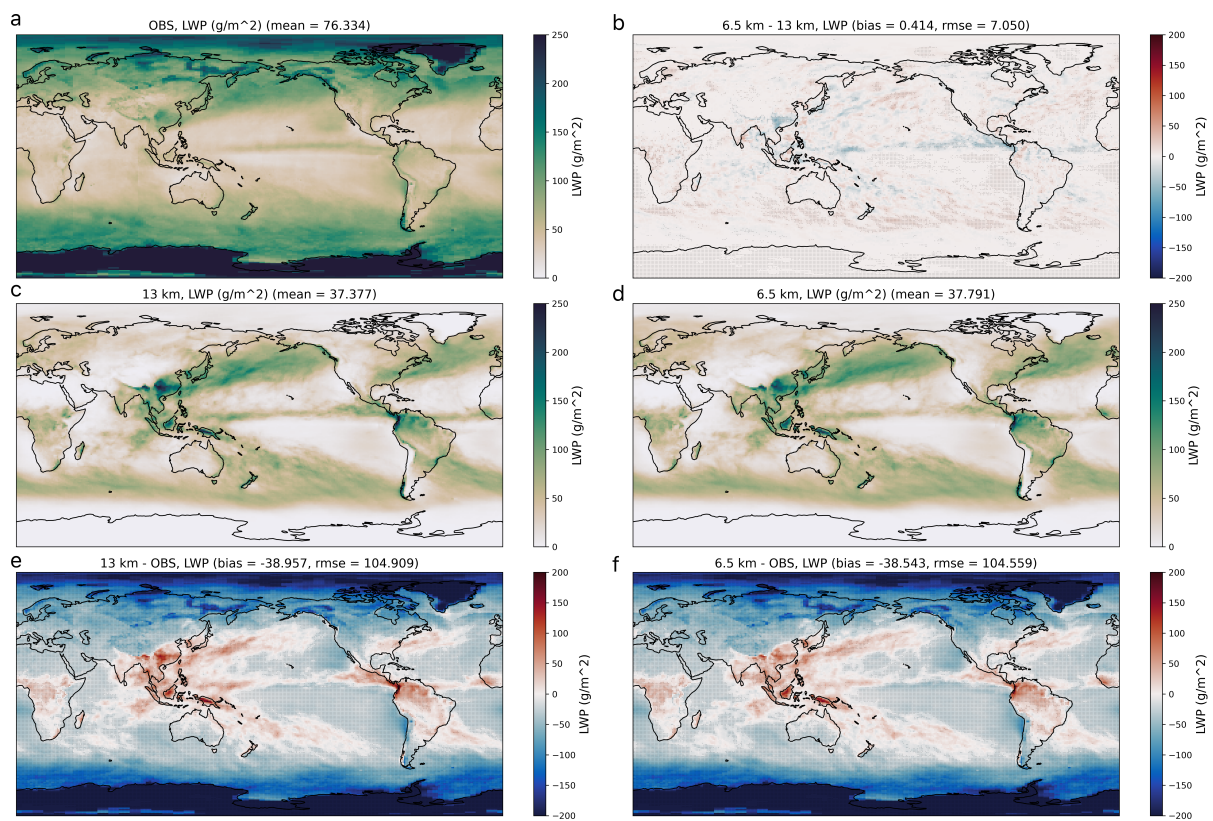 a
OBS, LWP (g/m^2) (mean = 76.334)
250
200
150
100
50
0
LWP (g/m^2)
b
6.5 km - 13 km, LWP (bias = 0.414, rmse = 7.050)
200
150
100
50
0
−50
−100
−150
−200
LWP (g/m^2)
c
13 km, LWP (g/m^2) (mean = 37.377)
250
200
150
100
50
0
LWP (g/m^2)
d
6.5 km, LWP (g/m^2) (mean = 37.791)
250
200
150
100
50
0
LWP (g/m^2)
e
13 km - OBS, LWP (bias = -38.957, rmse = 104.909)
200
150
100
50
0
−50
−100
−150
−200
LWP (g/m^2)
f
6.5 km - OBS, LWP (bias = -38.543, rmse = 104.559)
200
150
100
50
0
−50
−100
−150
−200
LWP (g/m^2)